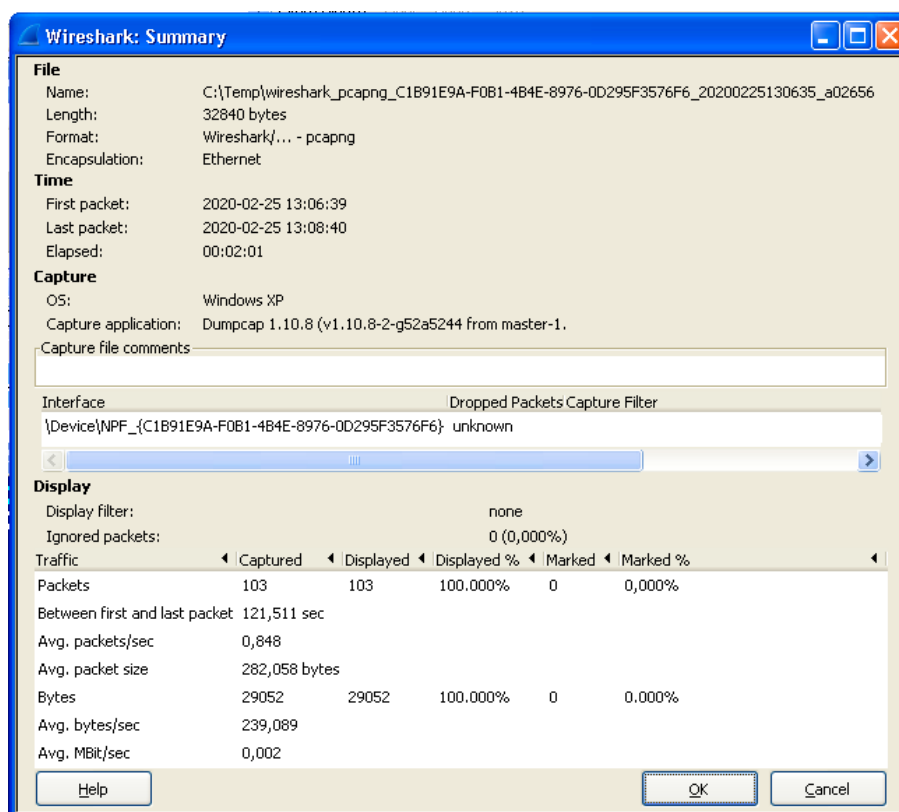 Wireshark: Summary
File
Name: C:\Temp\wireshark_pcapng_C1B91E9A-F0B1-4B4E-8976-0D295F3576F6_20200225130635_a02656
Length: 32840 bytes
Format: Wireshark/... - pcapng
Encapsulation: Ethernet
Time
First packet: 2020-02-25 13:06:39
Last packet: 2020-02-25 13:08:40
Elapsed: 00:02:01
Capture
OS: Windows XP
Capture application: Dumpcap 1.10.8 (v1.10.8-2-g52a5244 from master-1.
Capture file comments
Interface Dropped Packets Capture Filter
\Device\NPF_{C1B91E9A-F0B1-4B4E-8976-0D295F3576F6} unknown
Display
Display filter: none
Ignored packets: 0 (0,000%)
Traffic Captured Displayed Displayed % Marked Marked %
Packets 103 103 100.000% 0 0,000%
Between first and last packet 121,511 sec
Avg. packets/sec 0,848
Avg. packet size 282,058 bytes
Bytes 29052 29052 100.000% 0 0.000%
Avg. bytes/sec 239,089
Avg. MBit/sec 0,002
Help OK Cancel